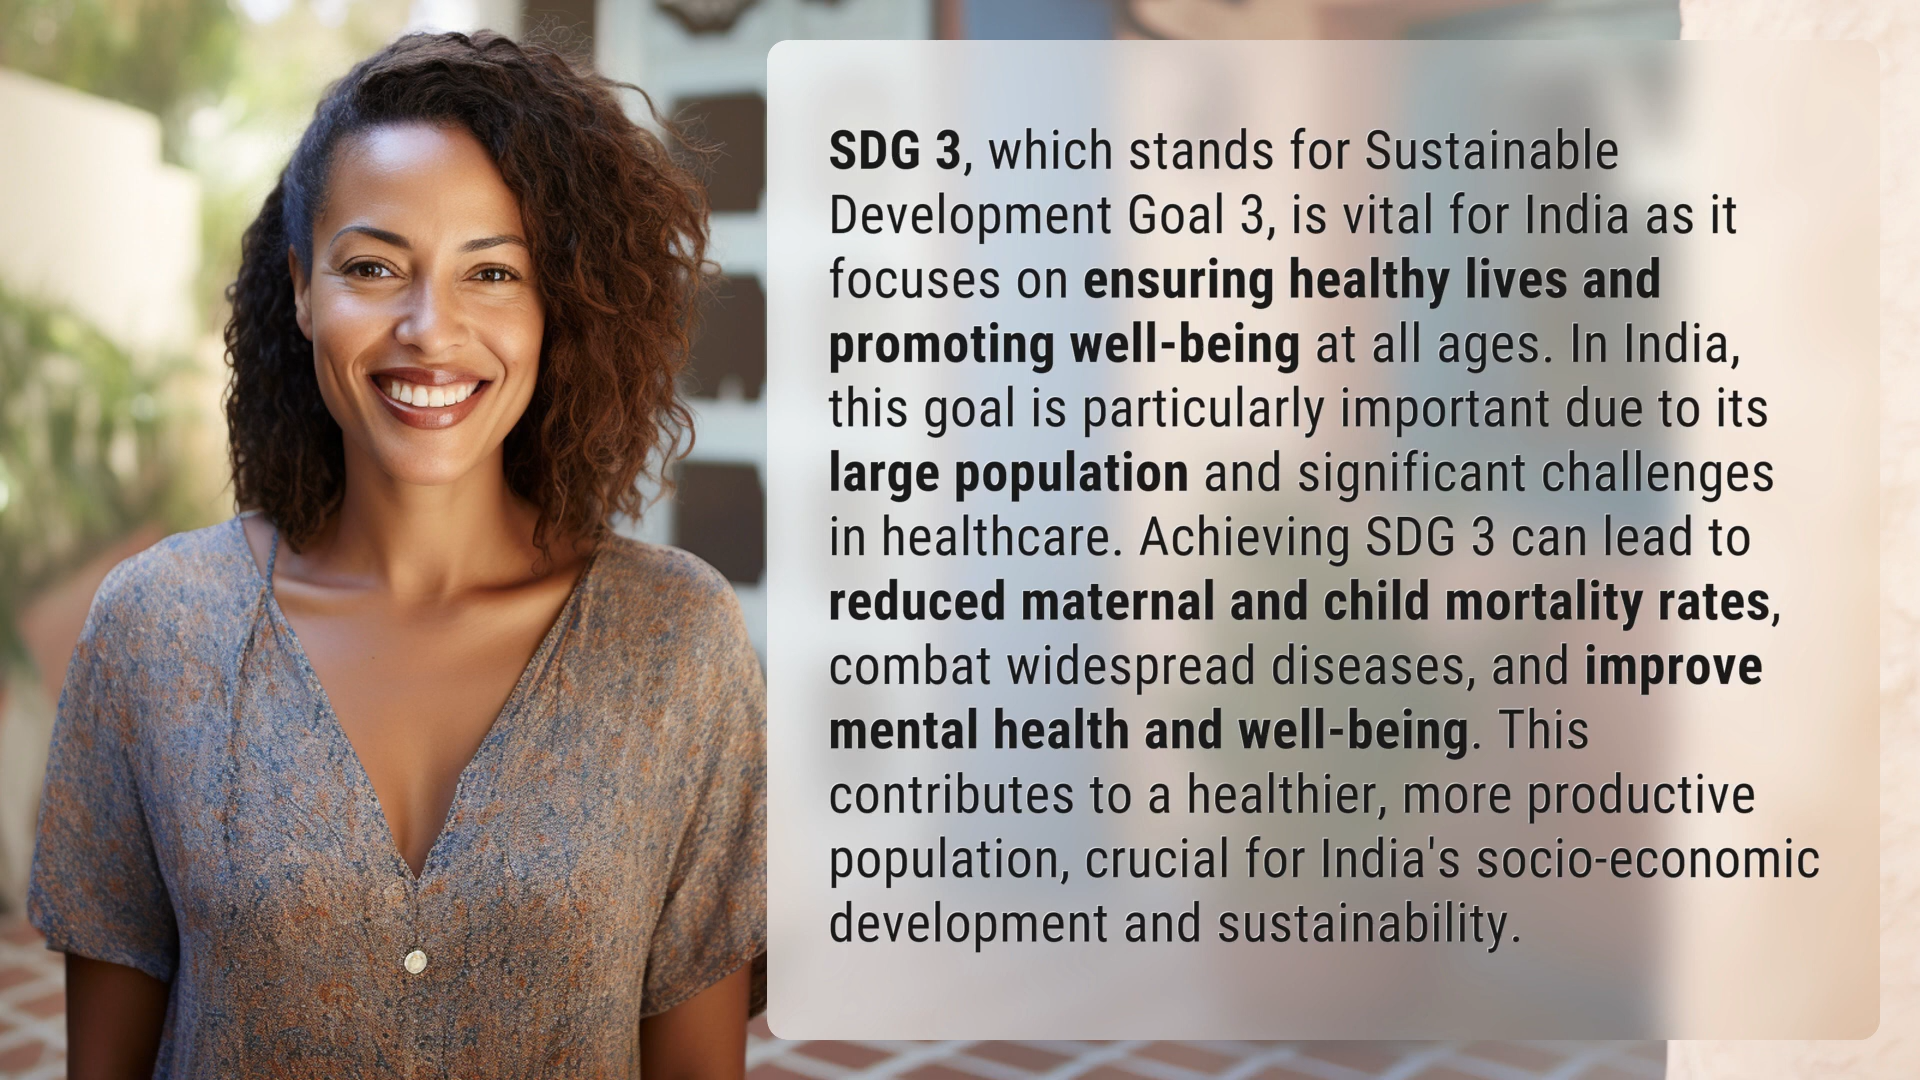 SDG 3, which stands for Sustainable
Development Goal 3, is vital for India as it
focuses on ensuring healthy lives and
promoting well-being at all ages. In India,
this goal is particularly important due to its
large population and significant challenges
in healthcare. Achieving SDG 3 can lead to
reduced maternal and child mortality rates,
combat widespread diseases, and improve
mental health and well-being. This
contributes to a healthier, more productive
population, crucial for India's socio-economic
development and sustainability.